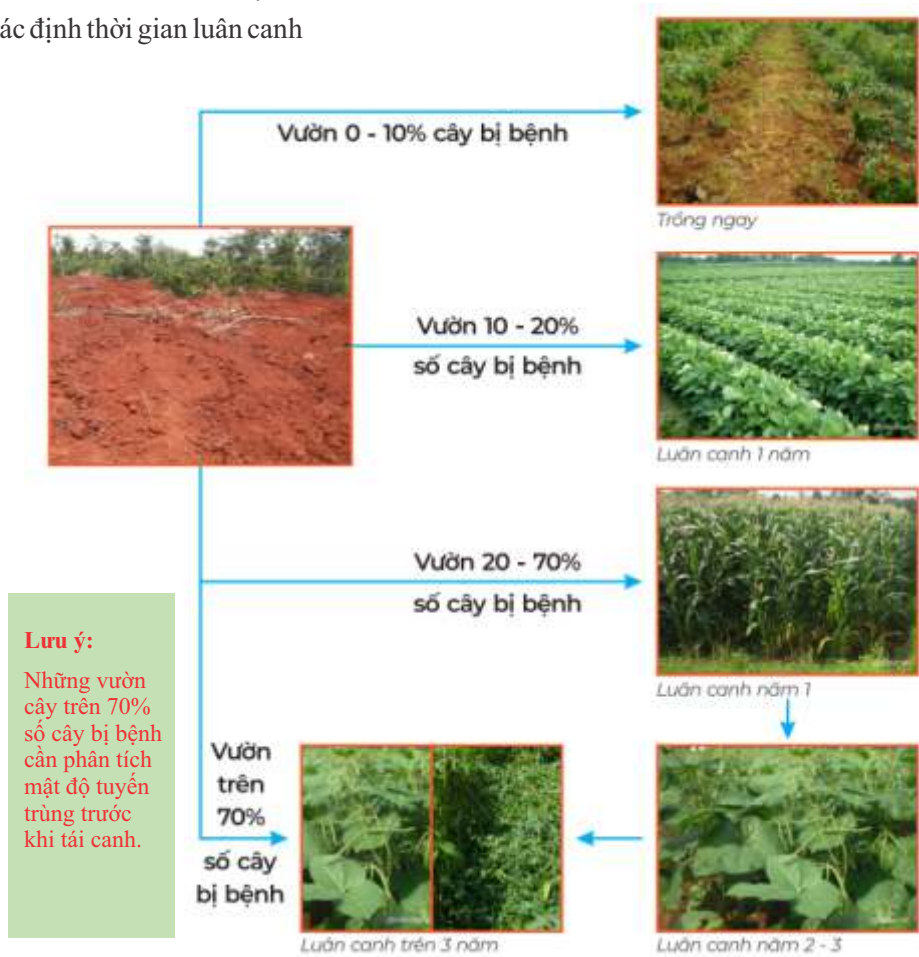 ác định thời gian luân canh
Vườn 0 - 10% cây bị bệnh
Trồng ngay
Vườn 10 - 20%
số cây bị bệnh
Luân canh 1 năm
Vườn 20 - 70%
số cây bị bệnh
Luân canh năm 1
Lưu ý:
Những vườn
cây trên 70%
số cây bị bệnh
cần phân tích
mật độ tuyến
trùng trước
khi tái canh.
Vườn
trên
70%
số cây
bị bệnh
Luân canh trên 3 năm
Luân canh năm 2 - 3